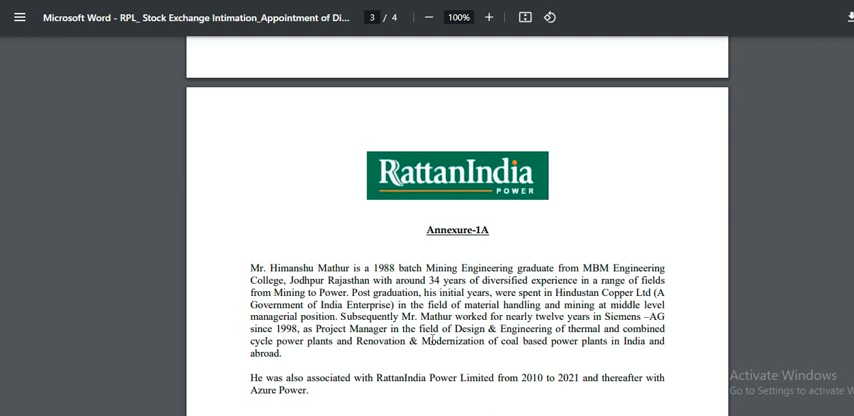 Microsoft Word - RPL_ Stock Exchange Intimation_Appointment of Di...
3 / 4
100%
RattanIndia
POWER
Annexure-1A
Mr. Himanshu Mathur is a 1988 batch Mining Engineering graduate from MBM Engineering
College, Jodhpur Rajasthan with around 34 years of diversified experience in a range of fields
from Mining to Power. Post graduation, his initial years, were spent in Hindustan Copper Ltd (A
Government of India Enterprise) in the field of material handling and mining at middle level
managerial position. Subsequently Mr. Mathur worked for nearly twelve years in Siemens –AG
since 1998, as Project Manager in the field of Design & Engineering of thermal and combined
cycle power plants and Renovation & Modernization of coal based power plants in India and
abroad.
He was also associated with RattanIndia Power Limited from 2010 to 2021 and thereafter with
Azure Power.
Activate Windows
Go to Settings to activate W